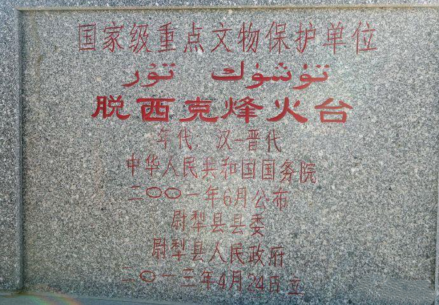 国家级重点文物保护单位
تۆشۈك تۇر
脱西克烽火台
年代：汉-晋代
中华人民共和国国务院
二〇〇一年6月公布
尉犁县县委
尉犁县人民政府
二〇一三年4月24日立